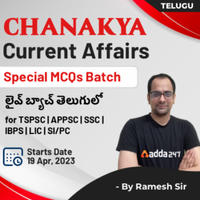 TELUGU
CHANAKYA
Current Affairs
Special MCQs Batch
లైవ్ బ్యాచ్ తెలుగులో
for TSPSC | APPSC | SSC |
IBPS | LIC | SI/PC
Starts Date
19 Apr, 2023
adda247
- By Ramesh Sir